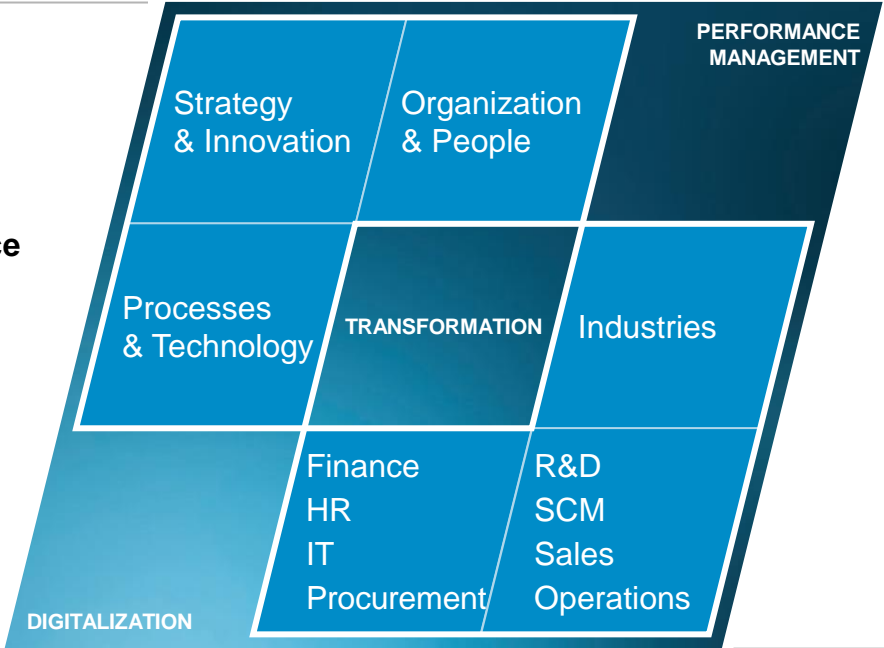 PERFORMANCE
MANAGEMENT
Strategy
& Innovation
Organization
& People
Processes
& Technology
TRANSFORMATION
Industries
Finance
HR
IT
Procurement
R&D
SCM
Sales
Operations
DIGITALIZATION